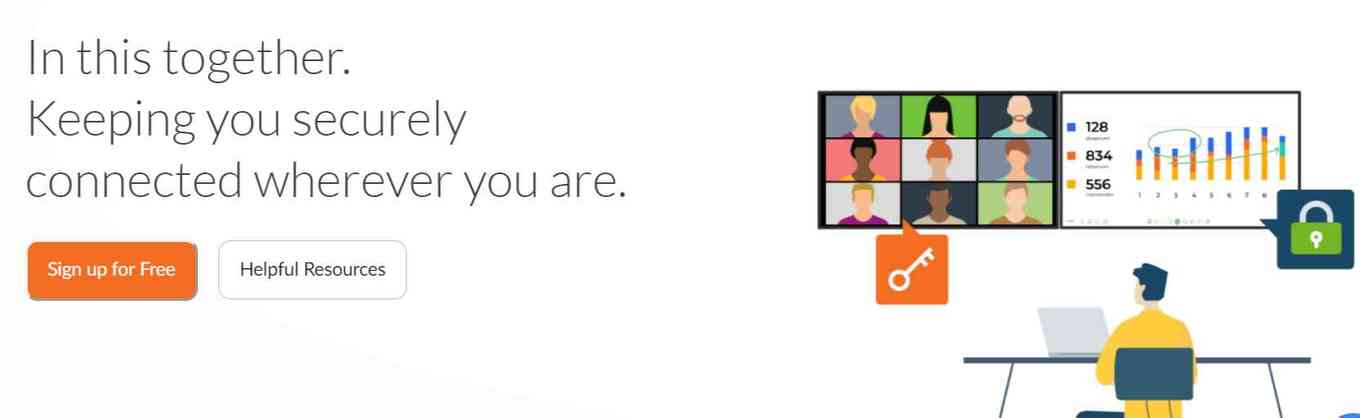 In this together.
Keeping you securely
connected wherever you are.
Sign up for Free
Helpful Resources
128
834
556
1 2 3 4 5 6 7 8